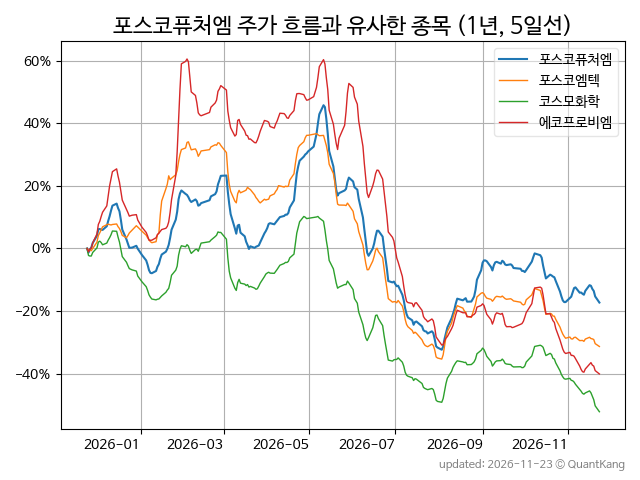 포스코퓨처엠 주가 흐름과 유사한 종목 (1년, 5일선)
포스코퓨처엠
포스코엠텍
코스모화학
에코프로비엠
60%
40%
20%
0%
−20%
−40%
2026-01 2026-03 2026-05 2026-07 2026-09 2026-11
updated: 2026-11-23 ⓒ QuantKang